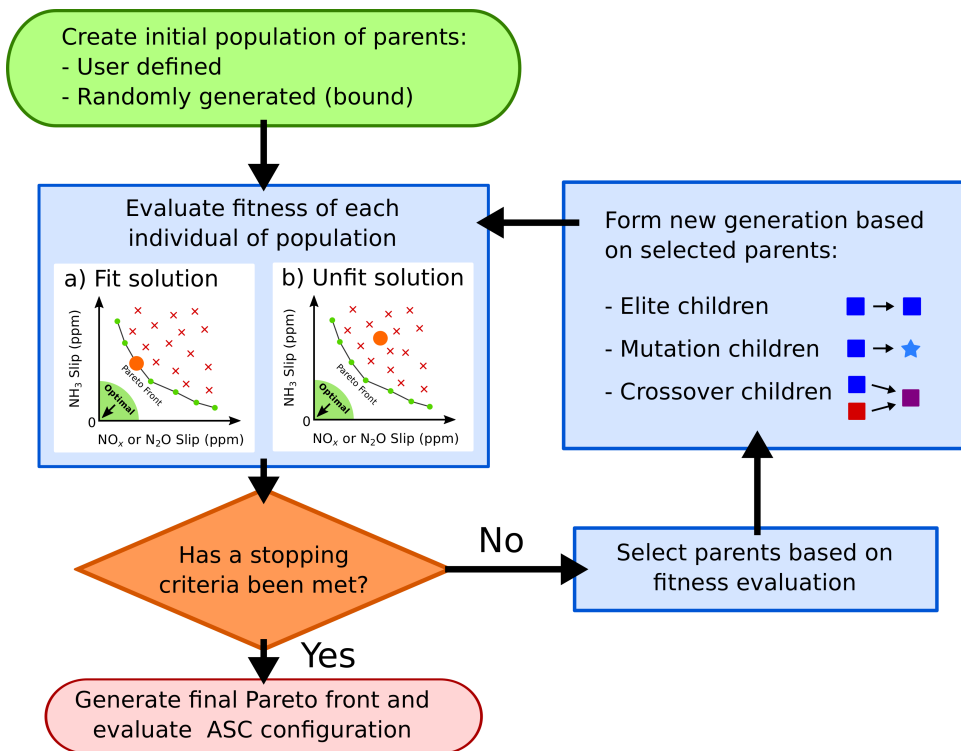 Create initial population of parents:
- User defined
- Randomly generated (bound)
Evaluate fitness of each
individual of population
a) Fit solution
NH₃ Slip (ppm)
Pareto Front
Optimal
0
NOₓ or N₂O Slip (ppm)
b) Unfit solution
NH₃ Slip (ppm)
Pareto Front
Optimal
0
NOₓ or N₂O Slip (ppm)
Form new generation based
on selected parents:
- Elite children
- Mutation children
- Crossover children
Has a stopping
criteria been met?
No
Select parents based on
fitness evaluation
Yes
Generate final Pareto front and
evaluate ASC configuration